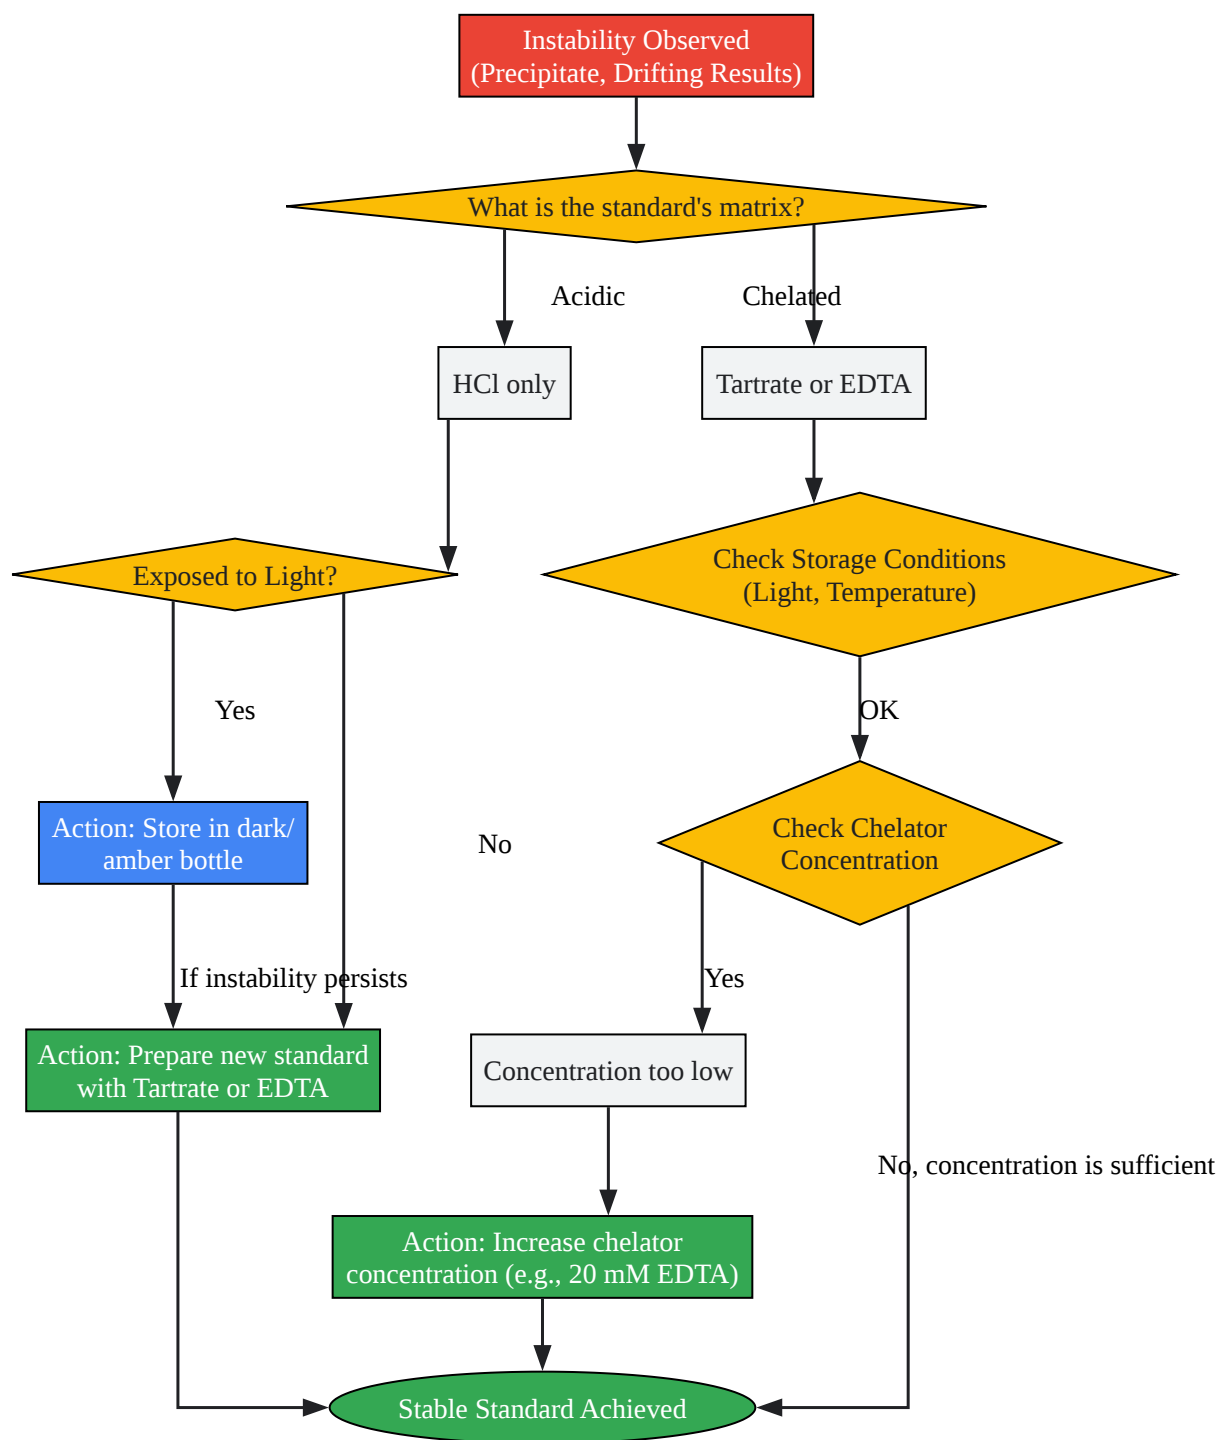 Instability Observed
(Precipitate, Drifting Results)
What is the standard's matrix?
Acidic
Chelated
HCl only
Tartrate or EDTA
Exposed to Light?
Check Storage Conditions
(Light, Temperature)
Yes
OK
Action: Store in dark/
amber bottle
No
Check Chelator
Concentration
If instability persists
Yes
Action: Prepare new standard
with Tartrate or EDTA
Concentration too low
No, concentration is sufficient
Action: Increase chelator
concentration (e.g., 20 mM EDTA)
Stable Standard Achieved